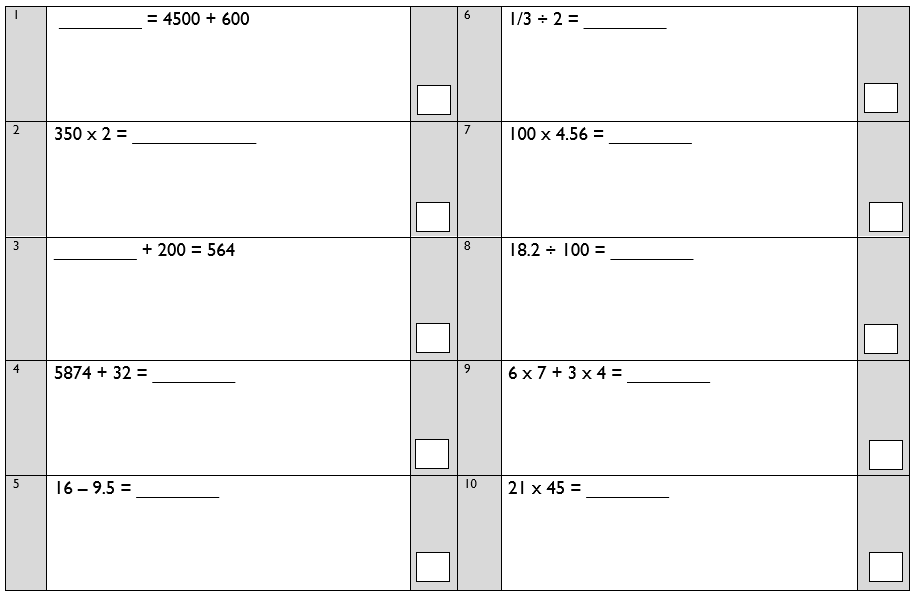 1 _________ = 4500 + 600
2 350 x 2 = ______________
3 _________ + 200 = 564
4 5874 + 32 = _________
5 16 – 9.5 = _________
6 1/3 ÷ 2 = _________
7 100 x 4.56 = _________
8 18.2 ÷ 100 = _________
9 6 x 7 + 3 x 4 = _________
10 21 x 45 = _________